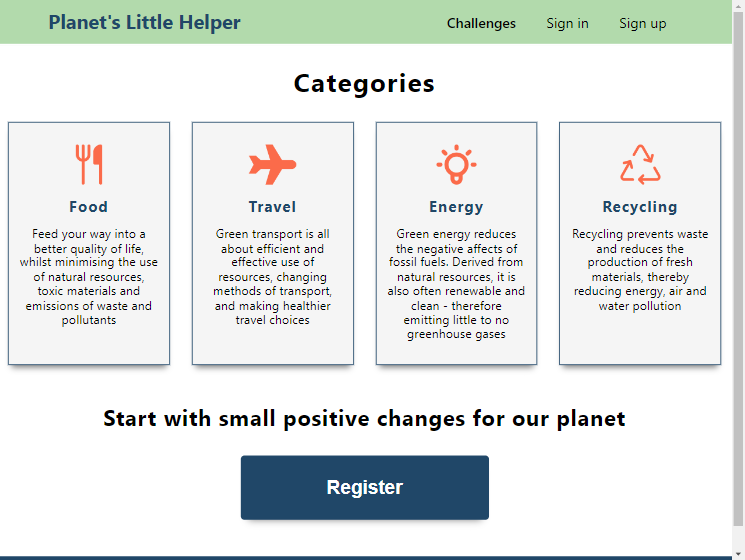 Planet's Little Helper
Challenges
Sign in
Sign up
Categories
Food
Feed your way into a
better quality of life,
whilst minimising the use
of natural resources,
toxic materials and
emissions of waste and
pollutants
Travel
Green transport is all
about efficient and
effective use of
resources, changing
methods of transport,
and making healthier
travel choices
Energy
Green energy reduces
the negative affects of
fossil fuels. Derived from
natural resources, it is
also often renewable and
clean - therefore
emitting little to no
greenhouse gases
Recycling
Recycling prevents waste
and reduces the
production of fresh
materials, thereby
reducing energy, air and
water pollution
Start with small positive changes for our planet
Register